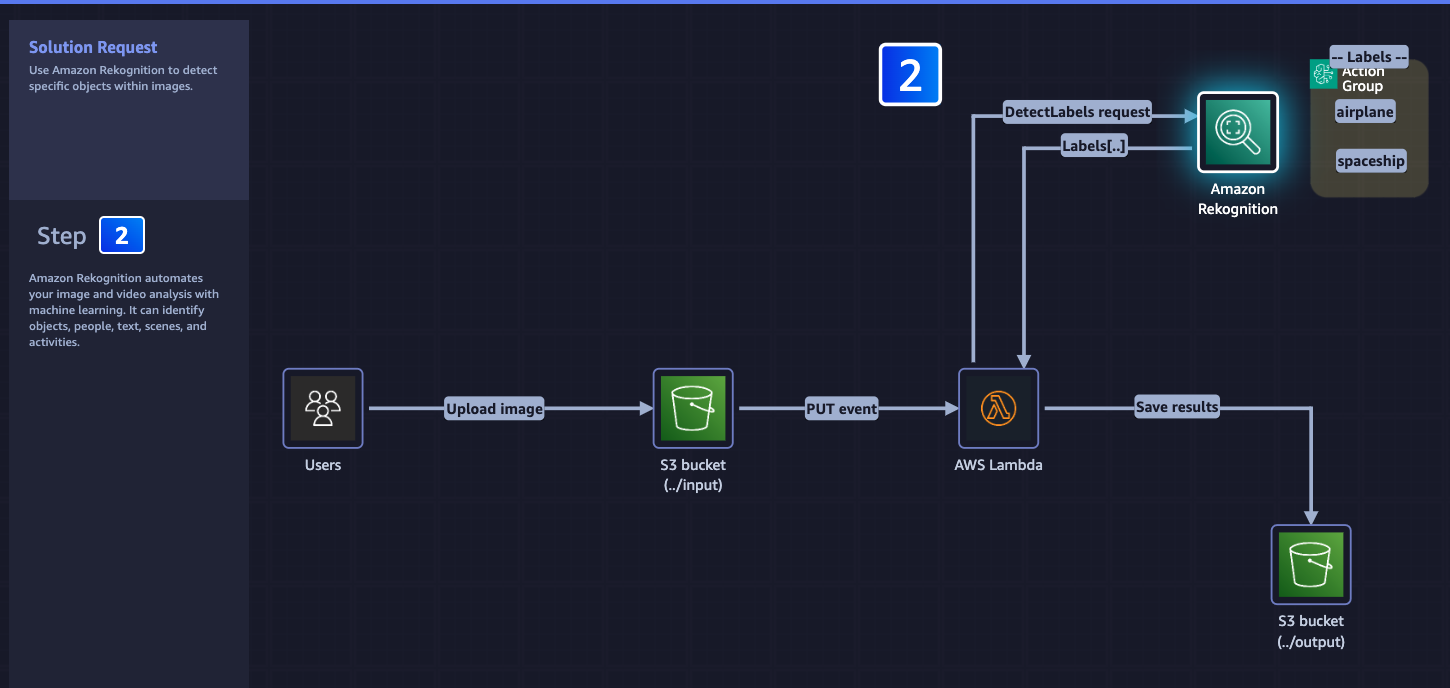 Solution Request
Use Amazon Rekognition to detect
specific objects within images.
Step 2
Amazon Rekognition automates
your image and video analysis with
machine learning. It can identify
objects, people, text, scenes, and
activities.
2
DetectLabels request
Labels[..]
Amazon
Rekognition
-- Labels --
Action
Group
airplane
spaceship
Users
Upload image
S3 bucket
(../input)
PUT event
AWS Lambda
Save results
S3 bucket
(../output)